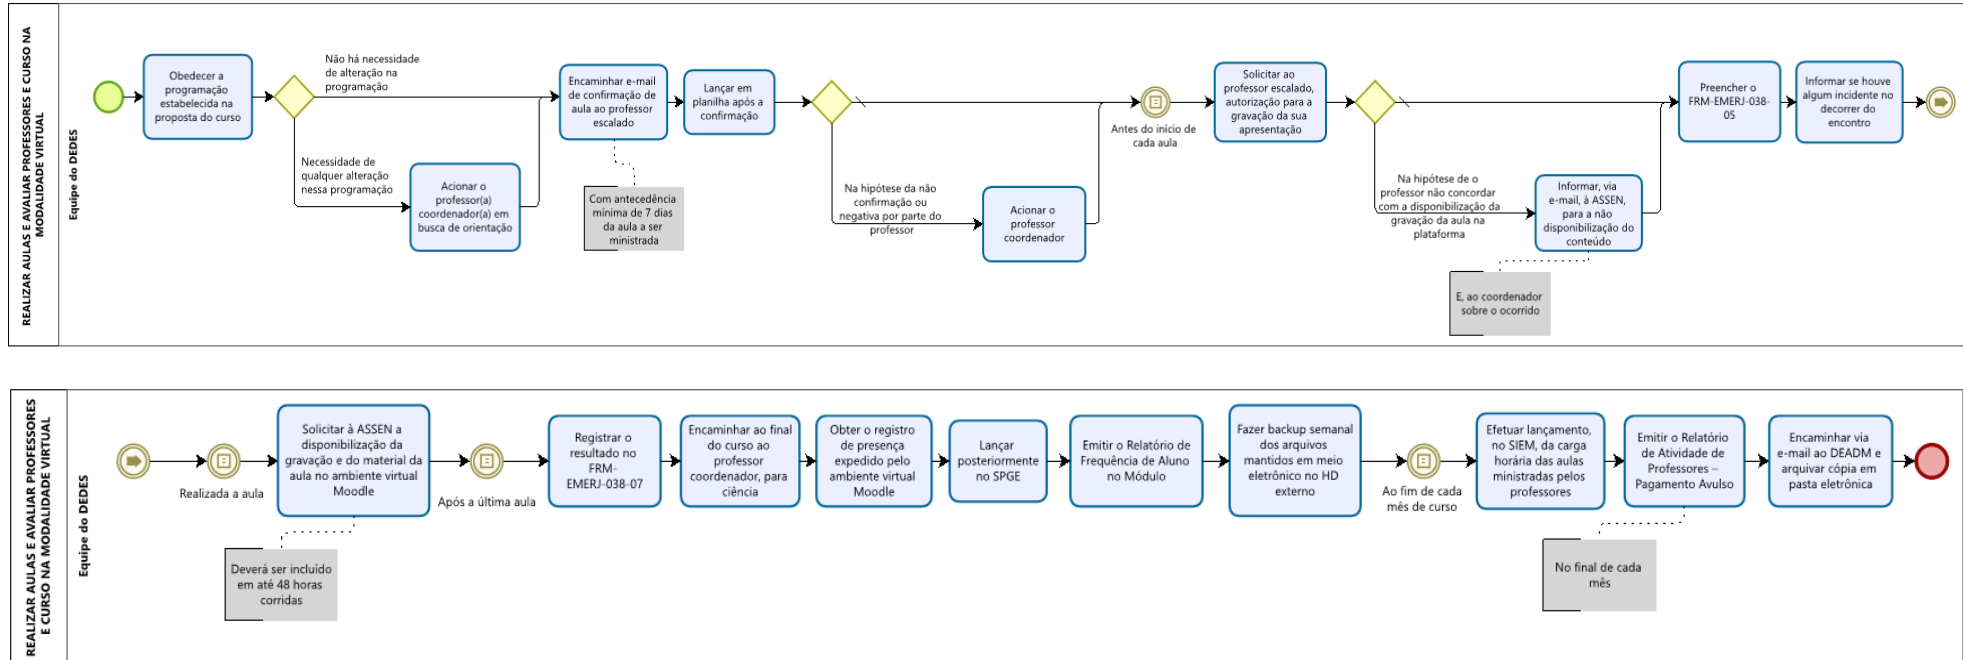 REALIZAR AULAS E AVALIAR PROFESSORES E CURSO NA
MODALIDADE VIRTUAL
Equipe do DEDES
Obedecer a
programação
estabelecida na
proposta do curso
Não há necessidade
de alteração na
programação
Necessidade de
qualquer alteração
nessa programação
Acionar o
professor(a)
coordenador(a) em
busca de orientação
Encaminhar e-mail
de confirmação de
aula ao professor
escalado
Com antecedência
mínima de 7 dias
da aula a ser
ministrada
Lançar em
planilha após a
confirmação
Na hipótese da não
confirmação ou
negativa por parte do
professor
Acionar o
professor
coordenador
Antes do início de
cada aula
Solicitar ao
professor escalado,
autorização para a
gravação da sua
apresentação
Na hipótese de o
professor não concordar
com a disponibilização da
gravação da aula na
plataforma
Informar, via
e-mail, à ASSEN,
para a não
disponibilização do
conteúdo
E, ao coordenador
sobre o ocorrido
Preencher o
FRM-EMERJ-038-
05
Informar se houve
algum incidente no
decorrer do
encontro
REALIZAR AULAS E AVALIAR PROFESSORES
E CURSO NA MODALIDADE VIRTUAL
Equipe do DEDES
Realizada a aula
Solicitar à ASSEN a
disponibilização da
gravação e do material da
aula no ambiente virtual
Moodle
Deverá ser incluído
em até 48 horas
corridas
Após a última aula
Registrar o
resultado no
FRM-
EMERJ-038-07
Encaminhar ao final
do curso ao
professor
coordenador, para
ciência
Obter o registro
de presença
expedido pelo
ambiente virtual
Moodle
Lançar
posteriormente
no SPGE
Emitir o Relatório de
Frequência de Aluno
no Módulo
Fazer backup semanal
dos arquivos
mantidos em meio
eletrônico no HD
externo
Ao fim de cada
mês de curso
Efetuar lançamento,
no SIEM, da carga
horária das aulas
ministradas pelos
professores
Emitir o Relatório
de Atividade de
Professores –
Pagamento Avulso
No final de cada
mês
Encaminhar via
e-mail ao DEADM e
arquivar cópia em
pasta eletrônica